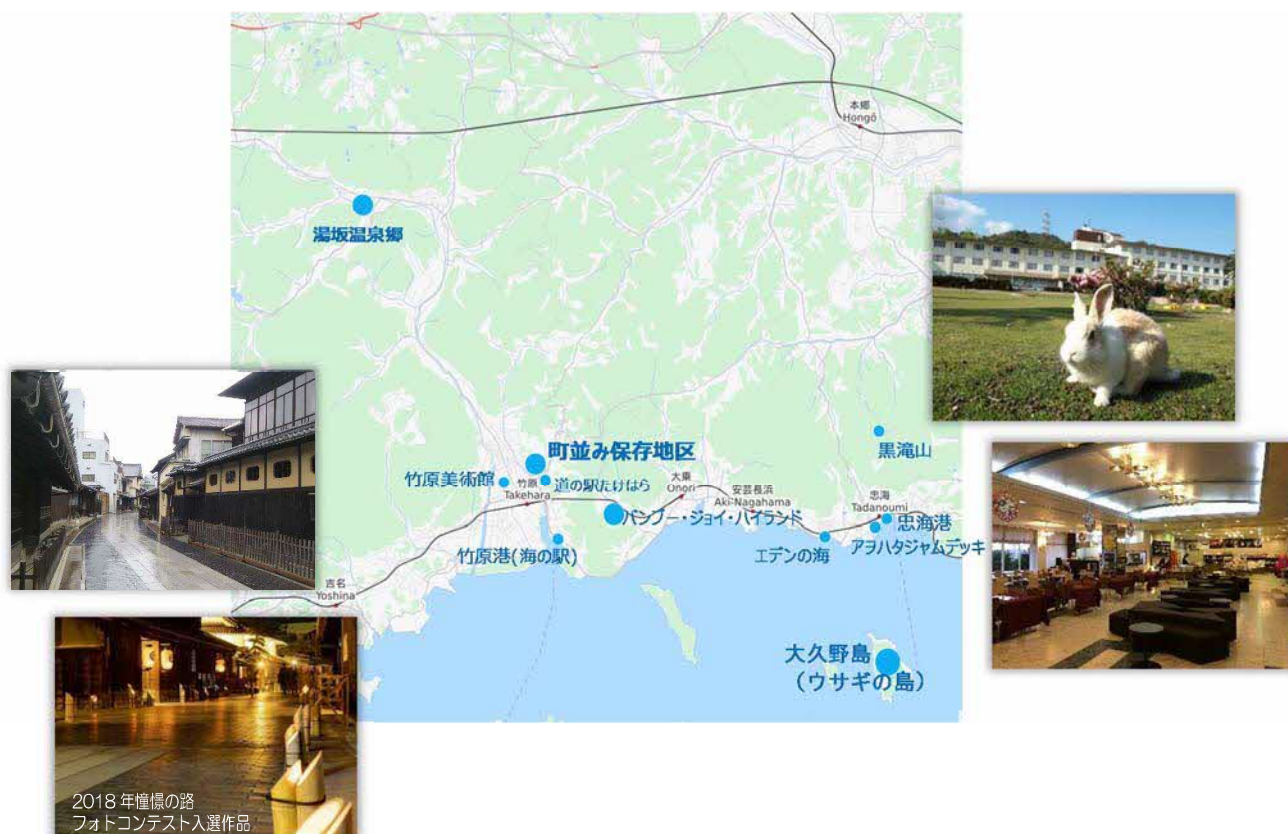 本郷
Hongō
湯坂温泉郷
黒滝山
町並み保存地区
竹原美術館
竹原
Takehara
道の駅たけはら
大乗
Onori
安芸長浜
Aki-Nagahama
忠海
Tadanoumi
忠海港
バンブー・ジョイ・ハイランド
アヲハタジャムデッキ
エデンの海
竹原港(海の駅)
吉名
Yoshina
大久野島
(ウサギの島)
2018年憧憬の路
フォトコンテスト入選作品